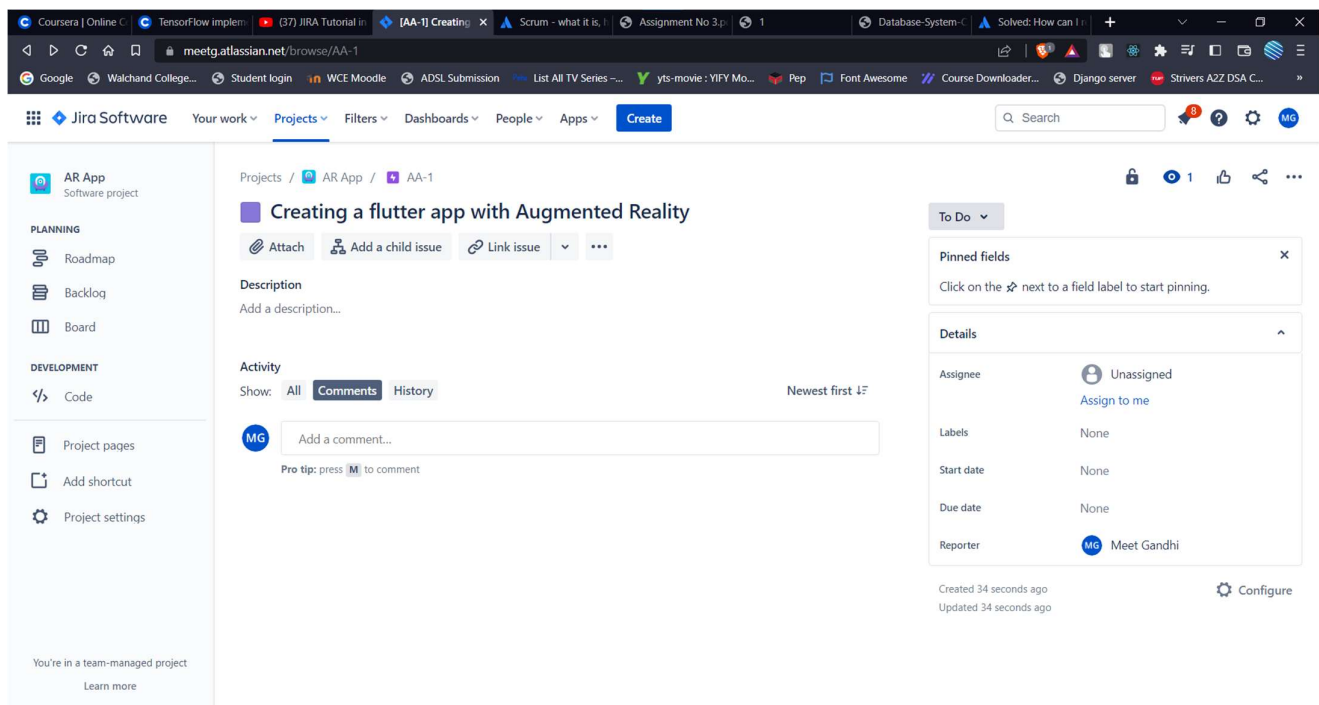 Coursera | Online C
TensorFlow implem
(37) JIRA Tutorial in
[AA-1] Creating
Scrum - what it is, h
Assignment No 3.p
1
Database-System-C
Solved: How can I r
meetg.atlassian.net/browse/AA-1
Google Walchand College... Student login WCE Moodle ADSL Submission List All TV Series –... yts-movie : YIFY Mo... Pep Font Awesome Course Downloader... Django server Strivers A2Z DSA C... »
Jira Software Your work Projects Filters Dashboards People Apps Create Search 8 MG
AR App
Software project
PLANNING
Roadmap
Backlog
Board
DEVELOPMENT
Code
Project pages
Add shortcut
Project settings
You're in a team-managed project
Learn more
Projects / AR App / AA-1
1
Creating a flutter app with Augmented Reality
Attach Add a child issue Link issue
Description
Add a description...
Activity
Show: All Comments History Newest first
MG Add a comment...
Pro tip: press M to comment
To Do
Pinned fields
Click on the next to a field label to start pinning.
Details
Assignee Unassigned
Assign to me
Labels None
Start date None
Due date None
Reporter MG Meet Gandhi
Created 34 seconds ago Configure
Updated 34 seconds ago